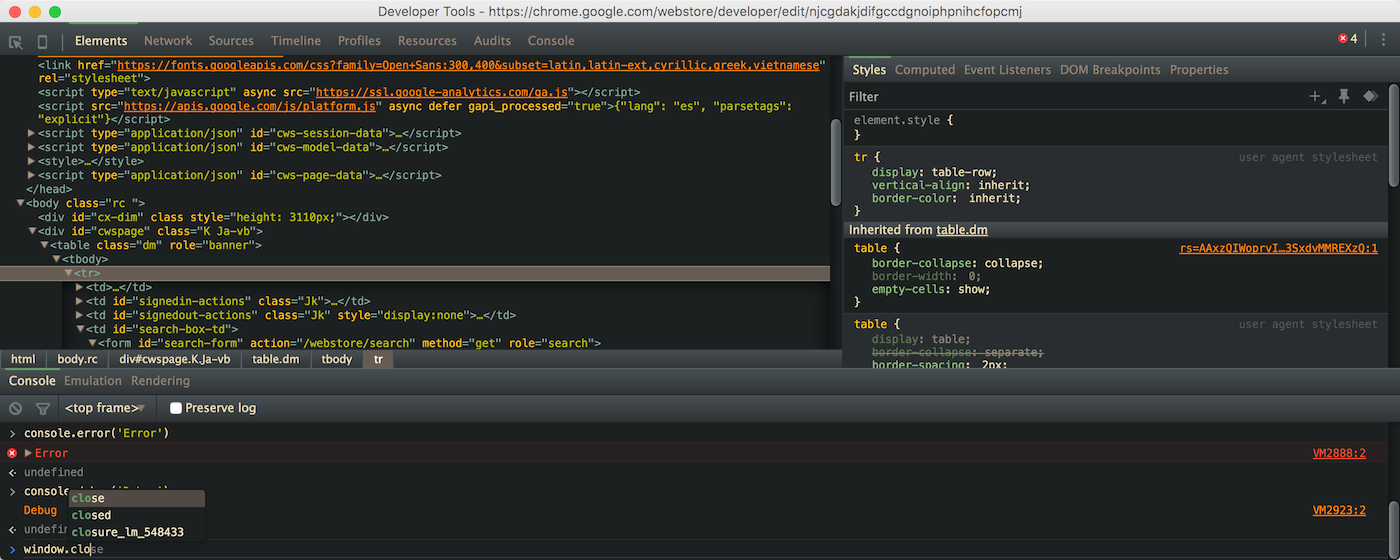 Developer Tools - https://chrome.google.com/webstore/developer/edit/njcgdakjdifgccdgnoiphpnihcfopcmj
Elements Network Sources Timeline Profiles Resources Audits Console 4
<link href="https://fonts.googleapis.com/css?family=Open+Sans:300,400&subset=latin,latin-ext,cyrillic,greek,vietnamese"
rel="stylesheet">
<script type="text/javascript" async src="https://ssl.google-analytics.com/ga.js"></script>
<script src="https://apis.google.com/js/platform.js" async defer gapi_processed="true">{"lang": "es", "parsetags":
"explicit"}</script>
<script type="application/json" id="cws-session-data">…</script>
<script type="application/json" id="cws-model-data">…</script>
<style>…</style>
<script type="application/json" id="cws-page-data">…</script>
</head>
<body class="rc ">
<div id="cx-dim" class style="height: 3110px;"></div>
<div id="cwspage" class="K Ja-vb">
<table class="dm" role="banner">
<tbody>
<tr>
<td>…</td>
<td id="signedin-actions" class="Jk">…</td>
<td id="signedout-actions" class="Jk" style="display:none">…</td>
<td id="search-box-td">
<form id="search-form" action="/webstore/search" method="get" role="search">
html body.rc div#cwspage.K.Ja-vb table.dm tbody tr
Styles Computed Event Listeners DOM Breakpoints Properties
Filter
element.style {
}
tr { user agent stylesheet
display: table-row;
vertical-align: inherit;
border-color: inherit;
}
Inherited from table.dm
table { rs=AAxzQIWoprvI…3SxdvMMREXzQ:1
border-collapse: collapse;
border-width: 0;
empty-cells: show;
}
table { user agent stylesheet
display: table;
border-collapse: separate;
border-spacing: 2px;
Console Emulation Rendering
<top frame> Preserve log
> console.error('Error')
Error VM2888:2
undefined
> console
close
Debug VM2923:2
closed
undefin
closure_lm_548433
> window.close